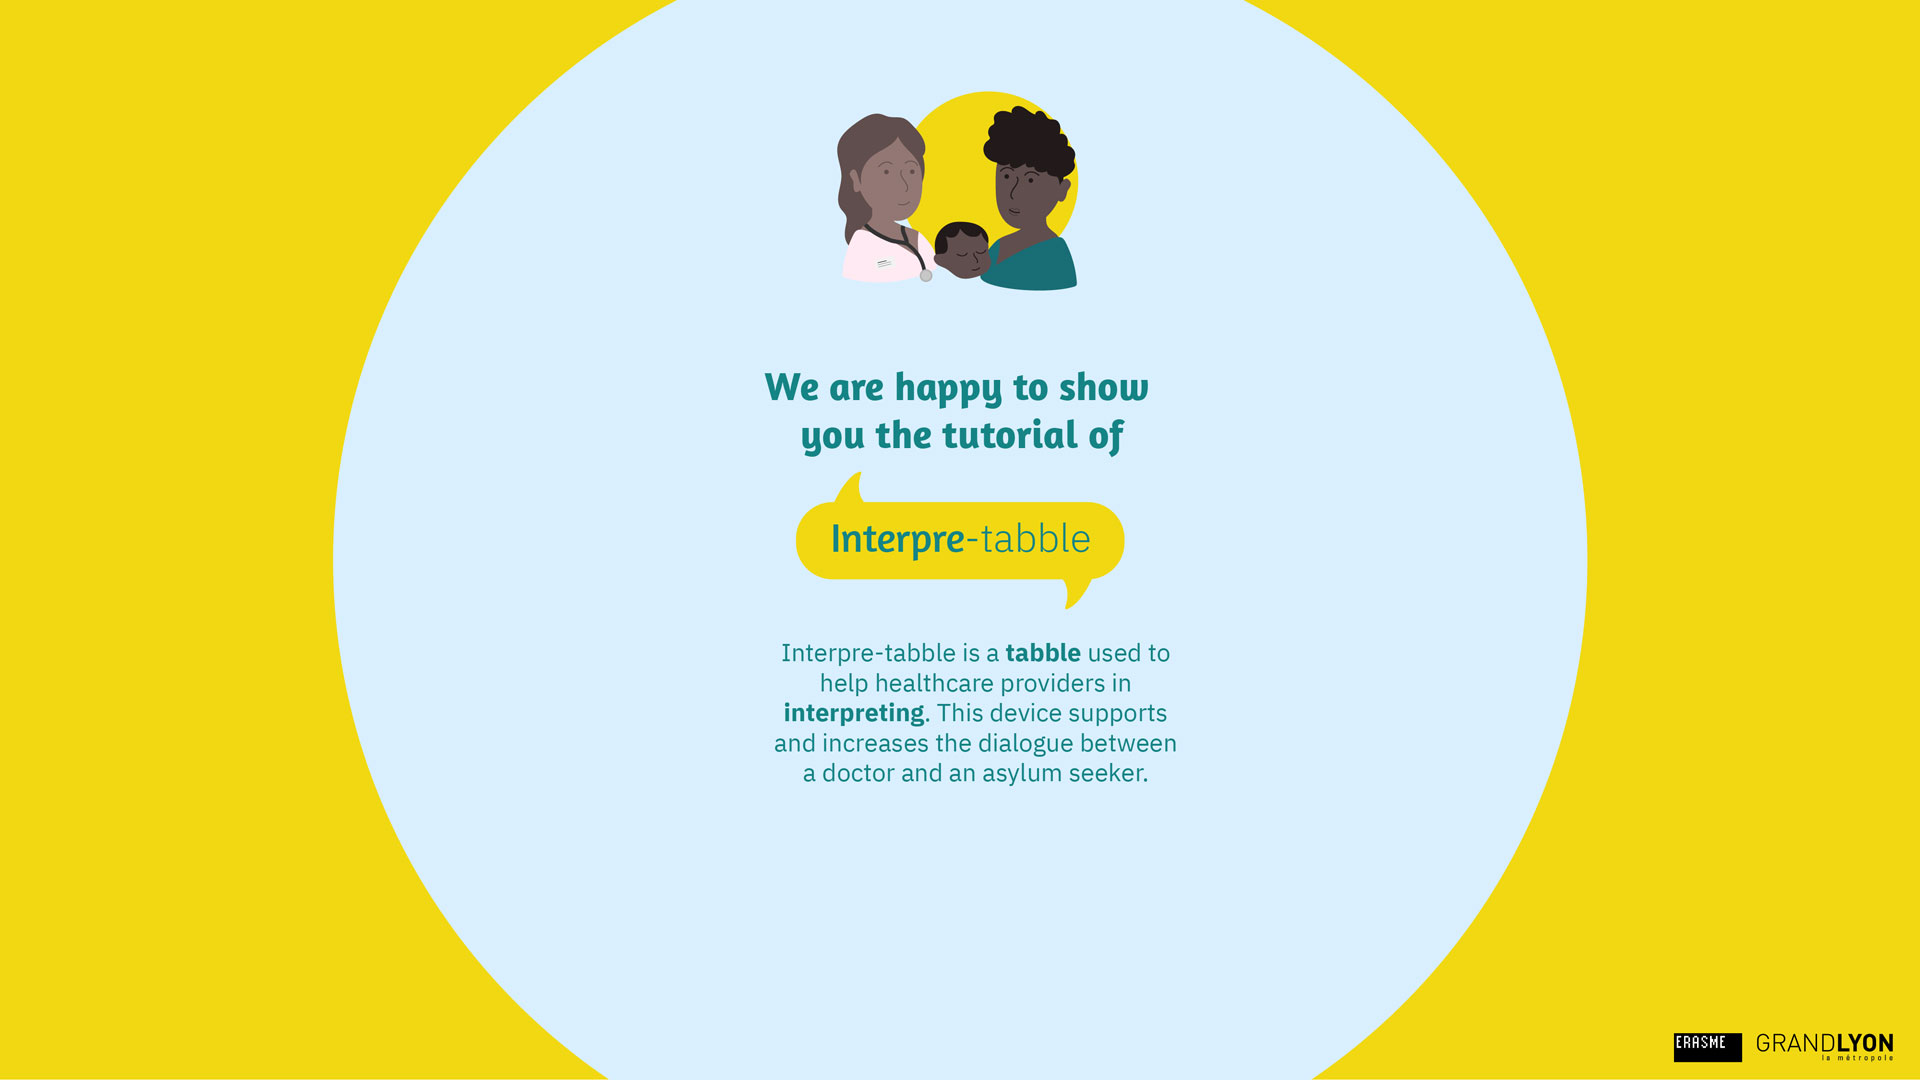 We are happy to show
you the tutorial of
Interpre-tabble
Interpre-tabble is a tabble used to
help healthcare providers in
interpreting. This device supports
and increases the dialogue between
a doctor and an asylum seeker.
ERASME
GRANDLYON
la métropole